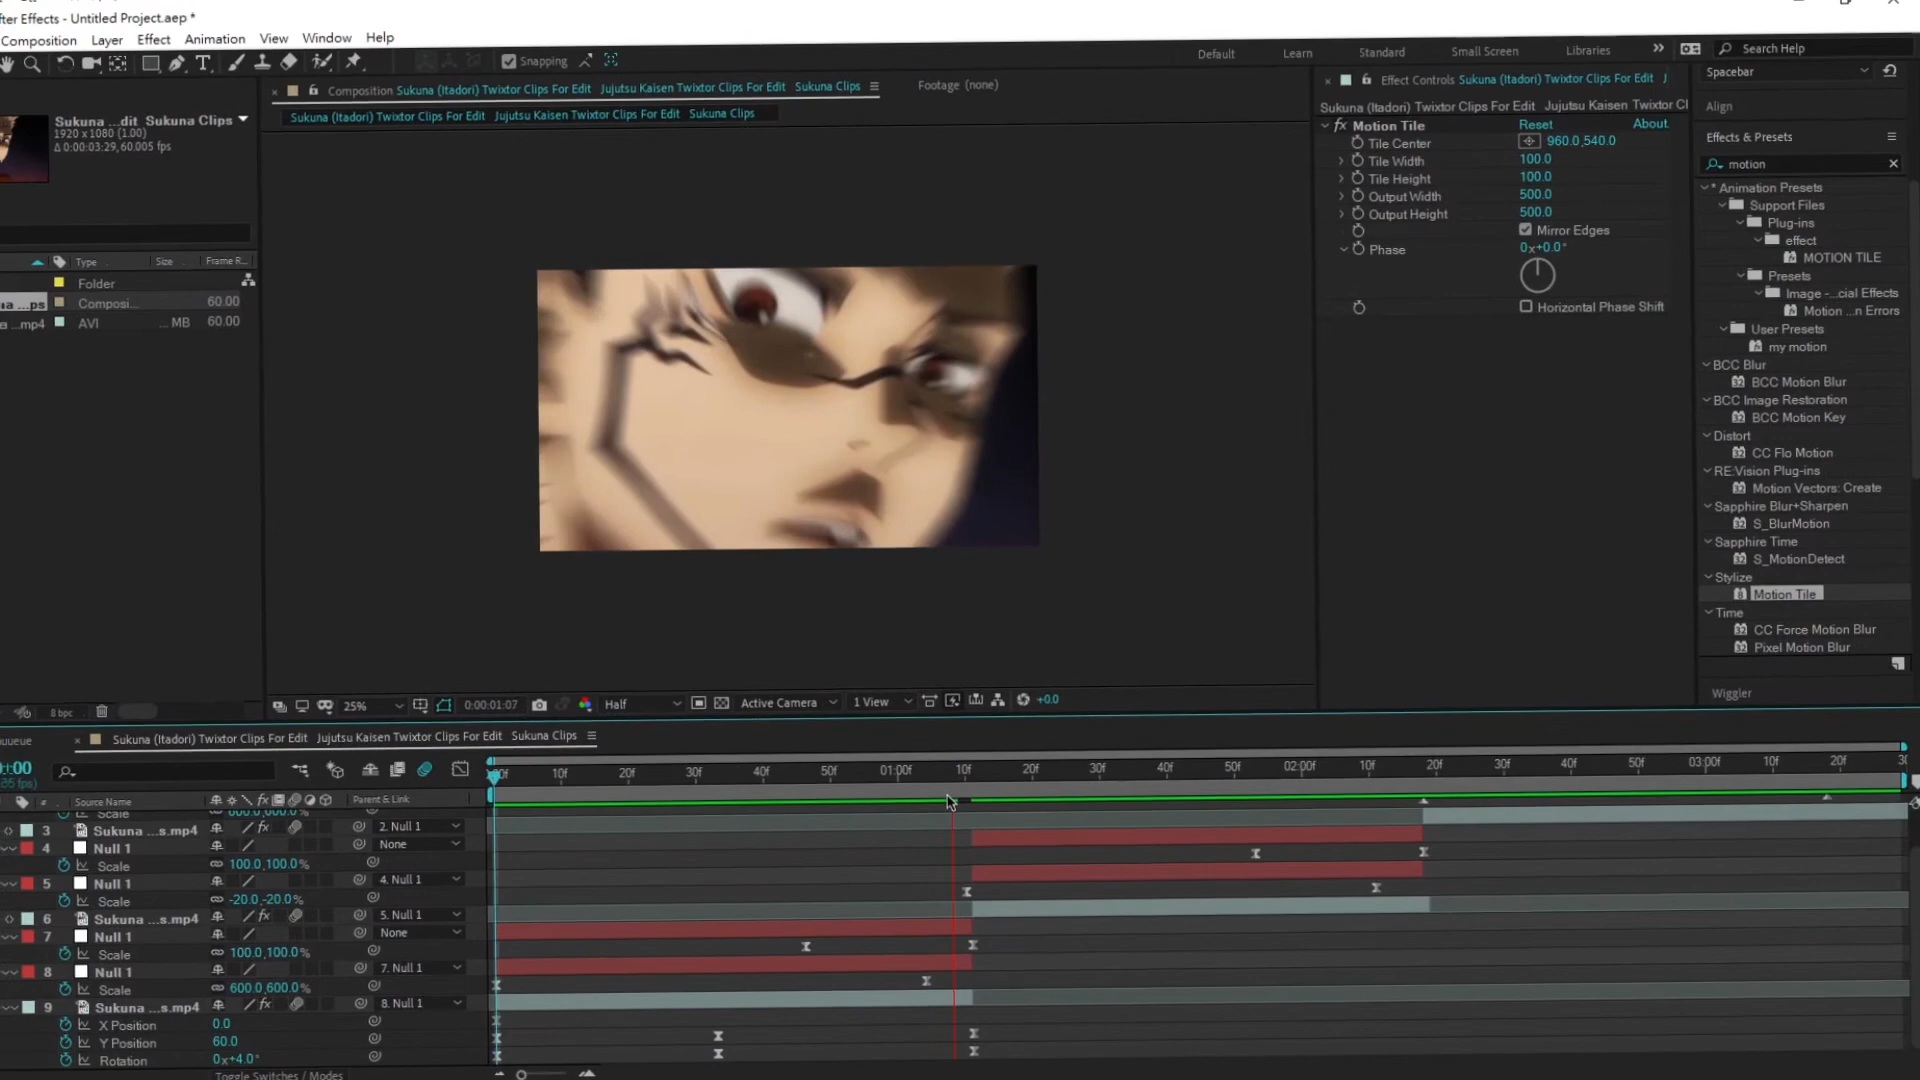 fter Effects - Untitled Project.aep *
Composition Layer Effect Animation View Window Help
Snapping
Default Learn Standard Small Screen Libraries Search Help
Sukuna ...dit Sukuna Clips
1920 x 1080 (1.00)
Δ 0:00:03:29, 60.005 fps
Type Size Frame R
Folder
...ps Composi... 60.00
...mp4 AVI ... MB 60.00
8 bpc
Composition Sukuna (Itadori) Twixtor Clips For Edit Jujutsu Kaisen Twixtor Clips For Edit Sukuna Clips
Footage (none)
Sukuna (Itadori) Twixtor Clips For Edit Jujutsu Kaisen Twixtor Clips For Edit Sukuna Clips
25% 0:00:01:07 Half Active Camera 1 View +0.0
Effect Controls Sukuna (Itadori) Twixtor Clips For Edit J
Sukuna (Itadori) Twixtor Clips For Edit Jujutsu Kaisen Twixtor Cl
fx Motion Tile Reset About.
Tile Center 960.0,540.0
Tile Width 100.0
Tile Height 100.0
Output Width 500.0
Output Height 500.0
Mirror Edges
Phase 0x+0.0°
Horizontal Phase Shift
Spacebar
Align
Effects & Presets
motion
* Animation Presets
Support Files
Plug-ins
effect
MOTION TILE
Presets
Image -...cial Effects
Motion ...n Errors
User Presets
my motion
BCC Blur
BCC Motion Blur
BCC Image Restoration
BCC Motion Key
Distort
CC Flo Motion
RE:Vision Plug-ins
Motion Vectors: Create
Sapphire Blur+Sharpen
S_BlurMotion
Sapphire Time
S_MotionDetect
Stylize
Motion Tile
Time
CC Force Motion Blur
Pixel Motion Blur
Wiggler
Sukuna (Itadori) Twixtor Clips For Edit Jujutsu Kaisen Twixtor Clips For Edit Sukuna Clips
10f 20f 30f 40f 50f 01:00f 10f 20f 30f 40f 50f 02:00f 10f 20f 30f 40f 50f 03:00f 10f 20f
# Source Name fx Parent & Link
Scale 600.0,600.0%
3 Sukuna ...s.mp4 fx 2. Null 1
4 Null 1 None
Scale 100.0,100.0%
5 Null 1 4. Null 1
Scale -20.0,-20.0%
6 Sukuna ...s.mp4 fx 5. Null 1
7 Null 1 None
Scale 100.0,100.0%
8 Null 1 7. Null 1
Scale 600.0,600.0%
9 Sukuna ...s.mp4 fx 8. Null 1
X Position 0.0
Y Position 60.0
Rotation 0x+4.0°
Toggle Switches / Modes